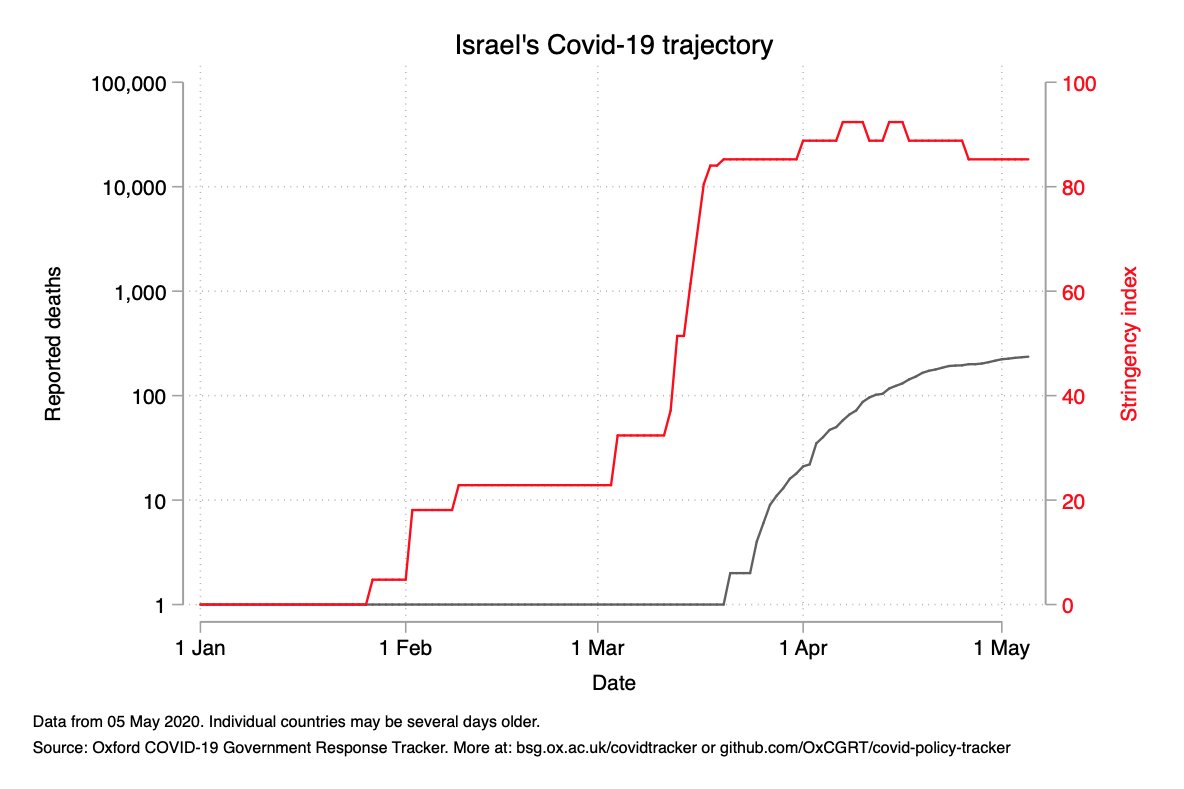 Israel's Covid-19 trajectory
100,000
10,000
1,000
100
10
1
Reported deaths
100
80
60
40
20
0
Stringency index
1 Jan
1 Feb
1 Mar
1 Apr
1 May
Date
Data from 05 May 2020. Individual countries may be several days older.
Source: Oxford COVID-19 Government Response Tracker. More at: bsg.ox.ac.uk/covidtracker or github.com/OxCGRT/covid-policy-tracker